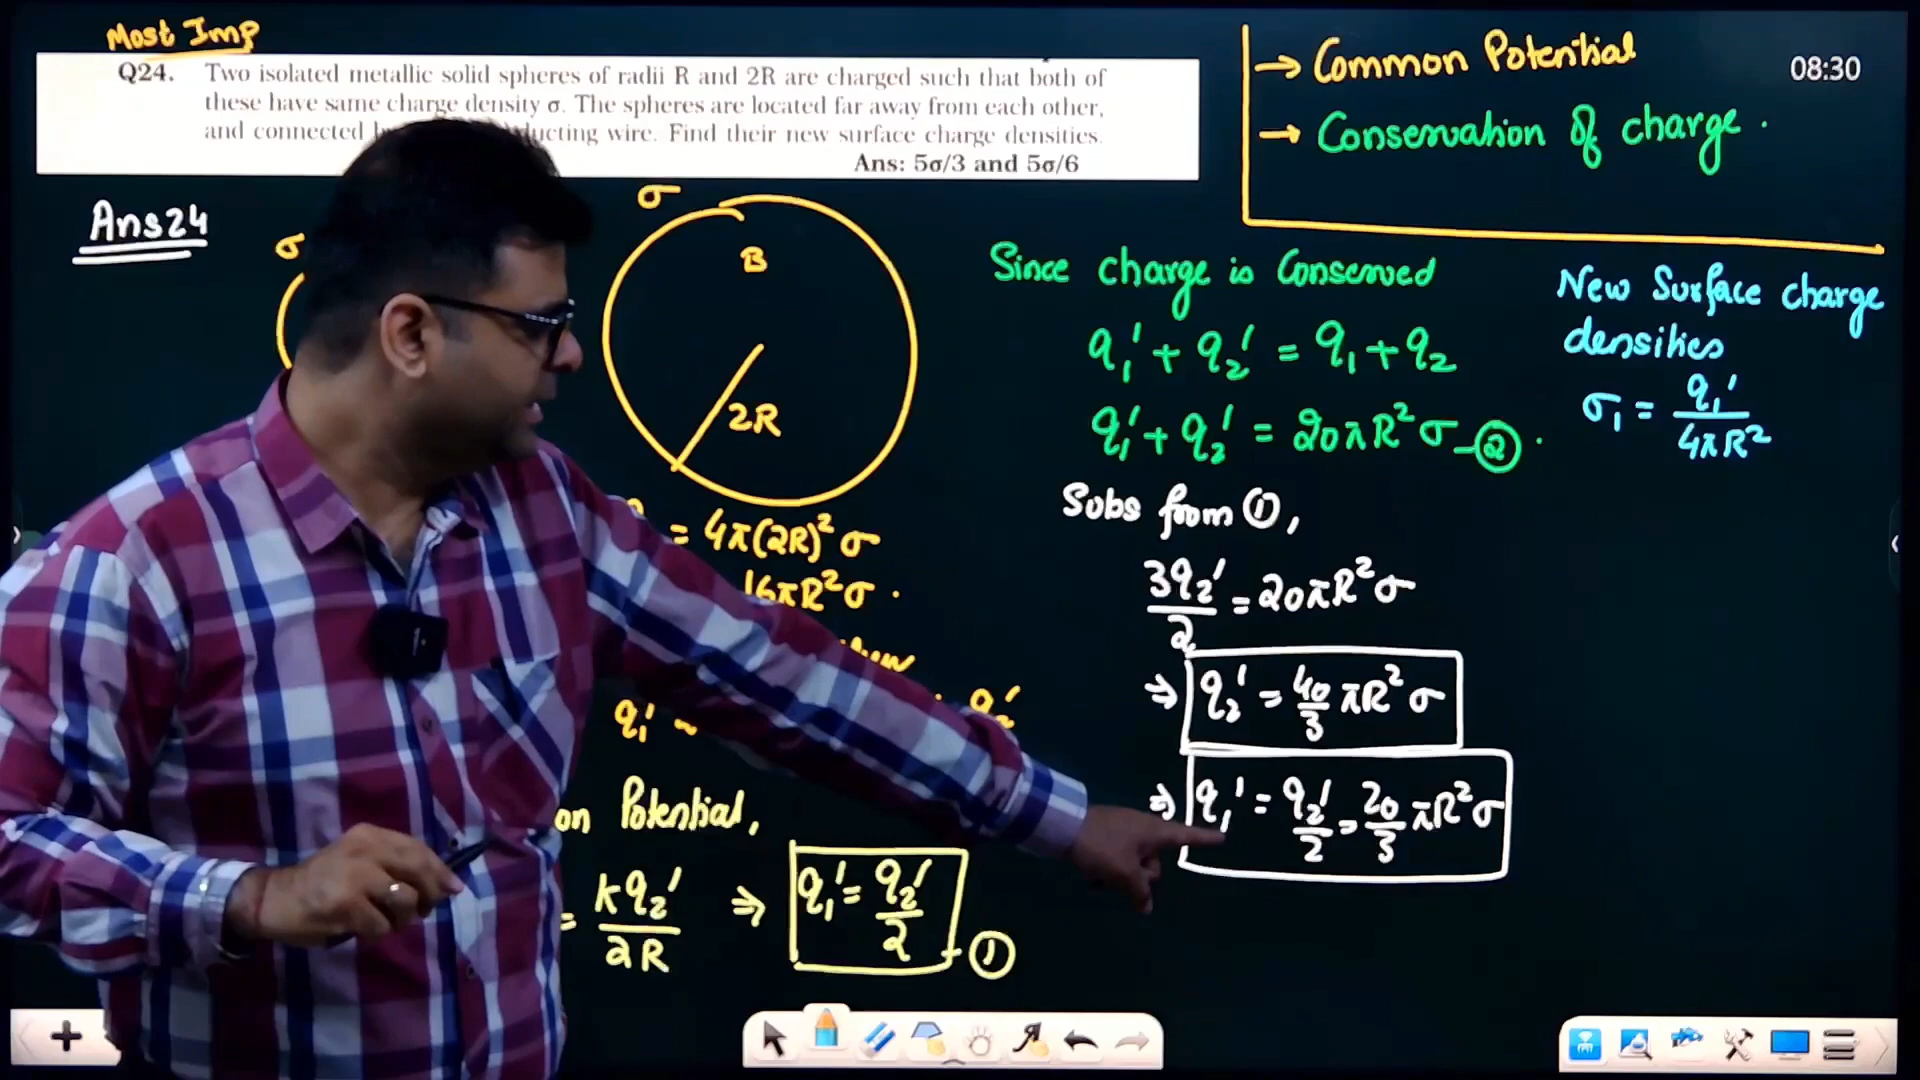 Most Imp
Q24. Two isolated metallic solid spheres of radii R and 2R are charged such that both of
these have same charge density σ. The spheres are located far away from each other,
and connected ducting wire. Find their new surface charge densities.
Ans: 5σ/3 and 5σ/6
→ Common Potential
→ Conservation of charge.
08:30
Ans24
σ
σ
B
2R
= 4π(2R)² σ
16πR²σ.
q₁'
q₂'
on Potential,
= kq₂'/2R ⇒ q₁' = q₂'/2 -①
Since charge is Conserved
q₁' + q₂' = q₁ + q₂
q₁' + q₂' = 20πR²σ -②.
Subs from ①,
3q₂'/2 = 20πR²σ
⇒ q₂' = 40/3 πR²σ
⇒ q₁' = q₂'/2 = 20/3 πR²σ
New Surface charge
densities
σ₁ = q₁'/4πR²